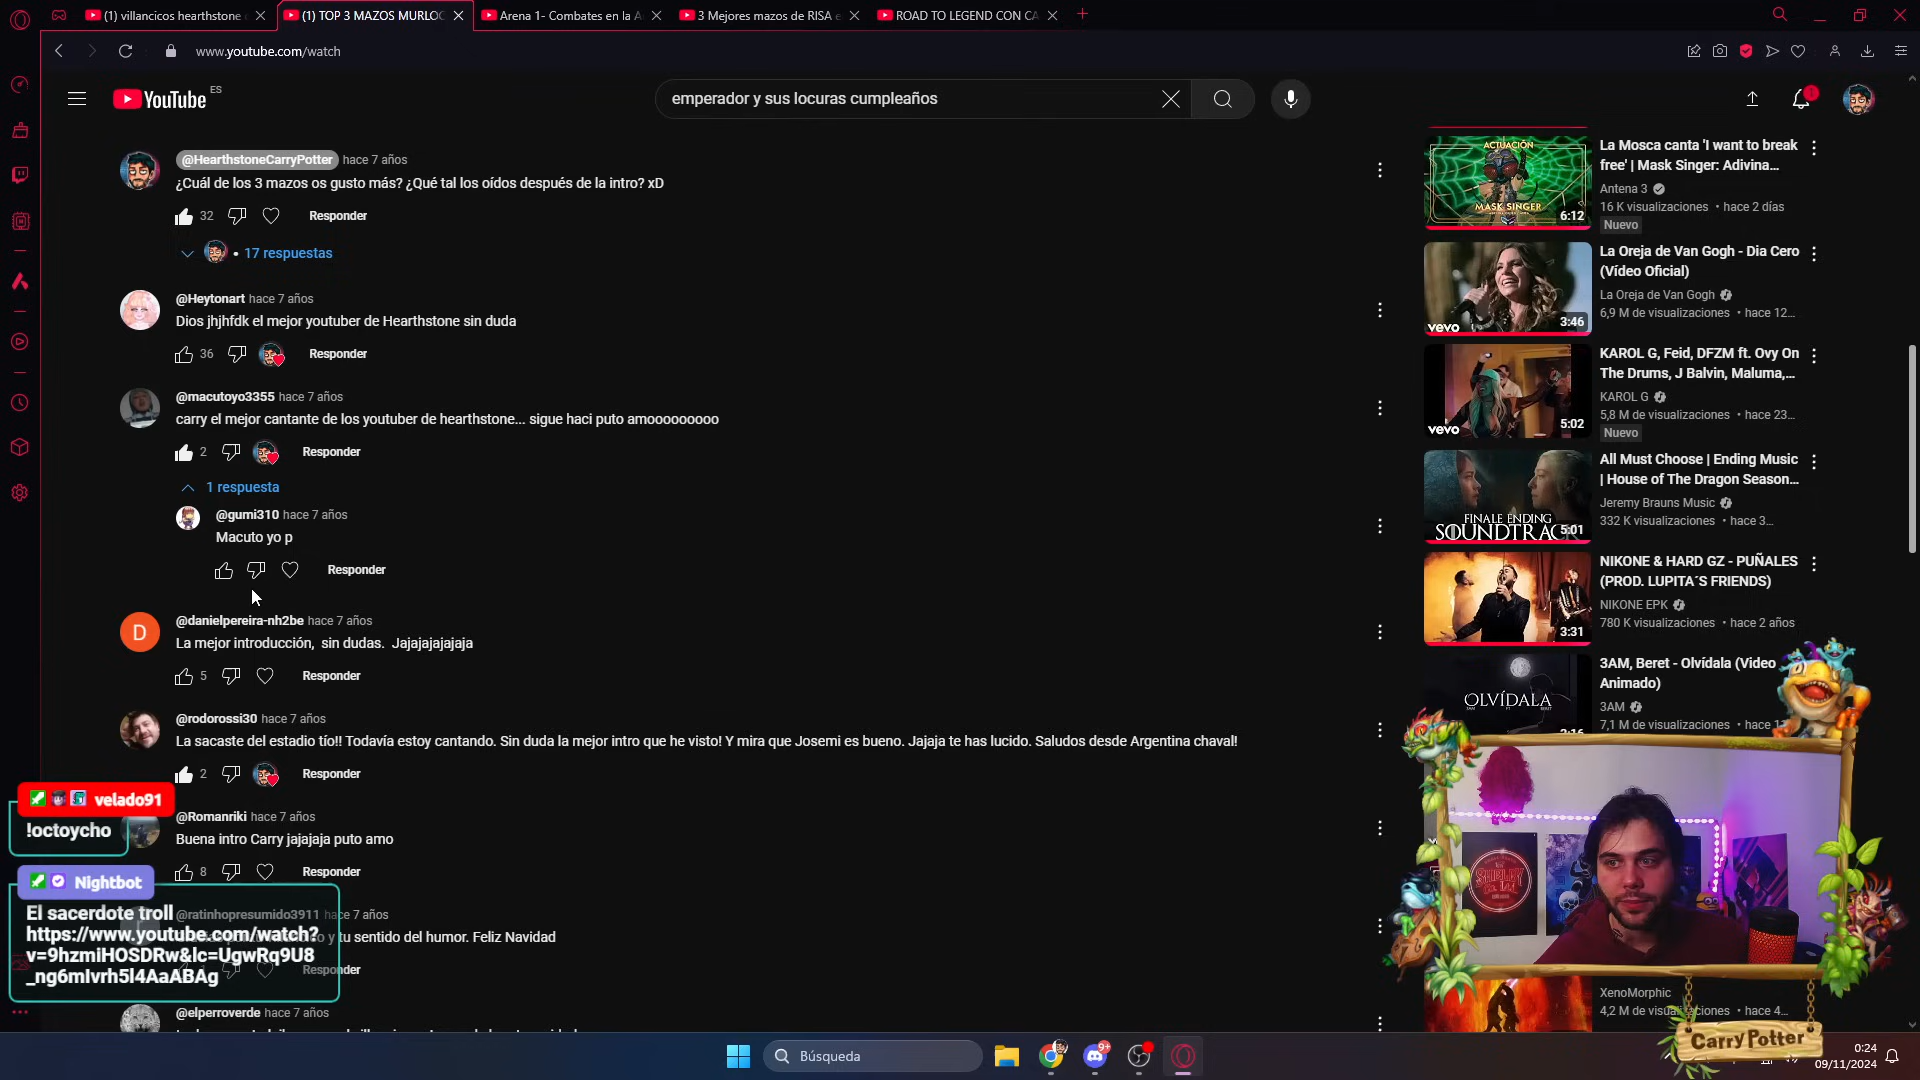 (1) villancicos hearthstone
(1) TOP 3 MAZOS MURLOC
Arena 1- Combates en la A
3 Mejores mazos de RISA
ROAD TO LEGEND CON CA
www.youtube.com/watch
YouTube ES
emperador y sus locuras cumpleaños
@HearthstoneCarryPotter hace 7 años
¿Cuál de los 3 mazos os gusto más? ¿Qué tal los oídos después de la intro? xD
32 Responder
• 17 respuestas
@Heytonart hace 7 años
Dios jhjhfdk el mejor youtuber de Hearthstone sin duda
36 Responder
@macutoyo3355 hace 7 años
carry el mejor cantante de los youtuber de hearthstone... sigue haci puto amooooooooo
2 Responder
1 respuesta
@gumi310 hace 7 años
Macuto yo p
Responder
@danielpereira-nh2be hace 7 años
La mejor introducción, sin dudas. Jajajajajajaja
5 Responder
@rodorossi30 hace 7 años
La sacaste del estadio tío!! Todavía estoy cantando. Sin duda la mejor intro que he visto! Y mira que Josemi es bueno. Jajaja te has lucido. Saludos desde Argentina chaval!
2 Responder
@Romanriki hace 7 años
Buena intro Carry jajajaja puto amo
8 Responder
@ratinhopresumido3911 hace 7 años
y tu sentido del humor. Feliz Navidad
Responder
@elperroverde hace 7 años
velado91
!octoycho
Nightbot
El sacerdote troll
https://www.youtube.com/watch?
v=9hzmiHOSDRw&lc=UgwRq9U8
_ng6mIvrh5l4AaABAg
ACTUACIÓN
MASK SINGER
6:12
La Mosca canta 'I want to break
free' | Mask Singer: Adivina...
Antena 3
16 K visualizaciones • hace 2 días
Nuevo
vevo
3:46
La Oreja de Van Gogh - Dia Cero
(Vídeo Oficial)
La Oreja de Van Gogh
6,9 M de visualizaciones • hace 12...
vevo
5:02
KAROL G, Feid, DFZM ft. Ovy On
The Drums, J Balvin, Maluma,...
KAROL G
5,8 M de visualizaciones • hace 23...
Nuevo
FINALE ENDING
SOUNDTRACK
5:01
All Must Choose | Ending Music
| House of The Dragon Season...
Jeremy Brauns Music
332 K visualizaciones • hace 3...
3:31
NIKONE & HARD GZ - PUÑALES
(PROD. LUPITA´S FRIENDS)
NIKONE EPK
780 K visualizaciones • hace 2 años
OLVÍDALA
3AM, Beret - Olvídala (Video
Animado)
3AM
7,1 M de visualizaciones • hace
SHELBY
XenoMorphic
4,2 M de visualizaciones • hace 4...
CarryPotter
Búsqueda
9+
0:24
09/11/2024